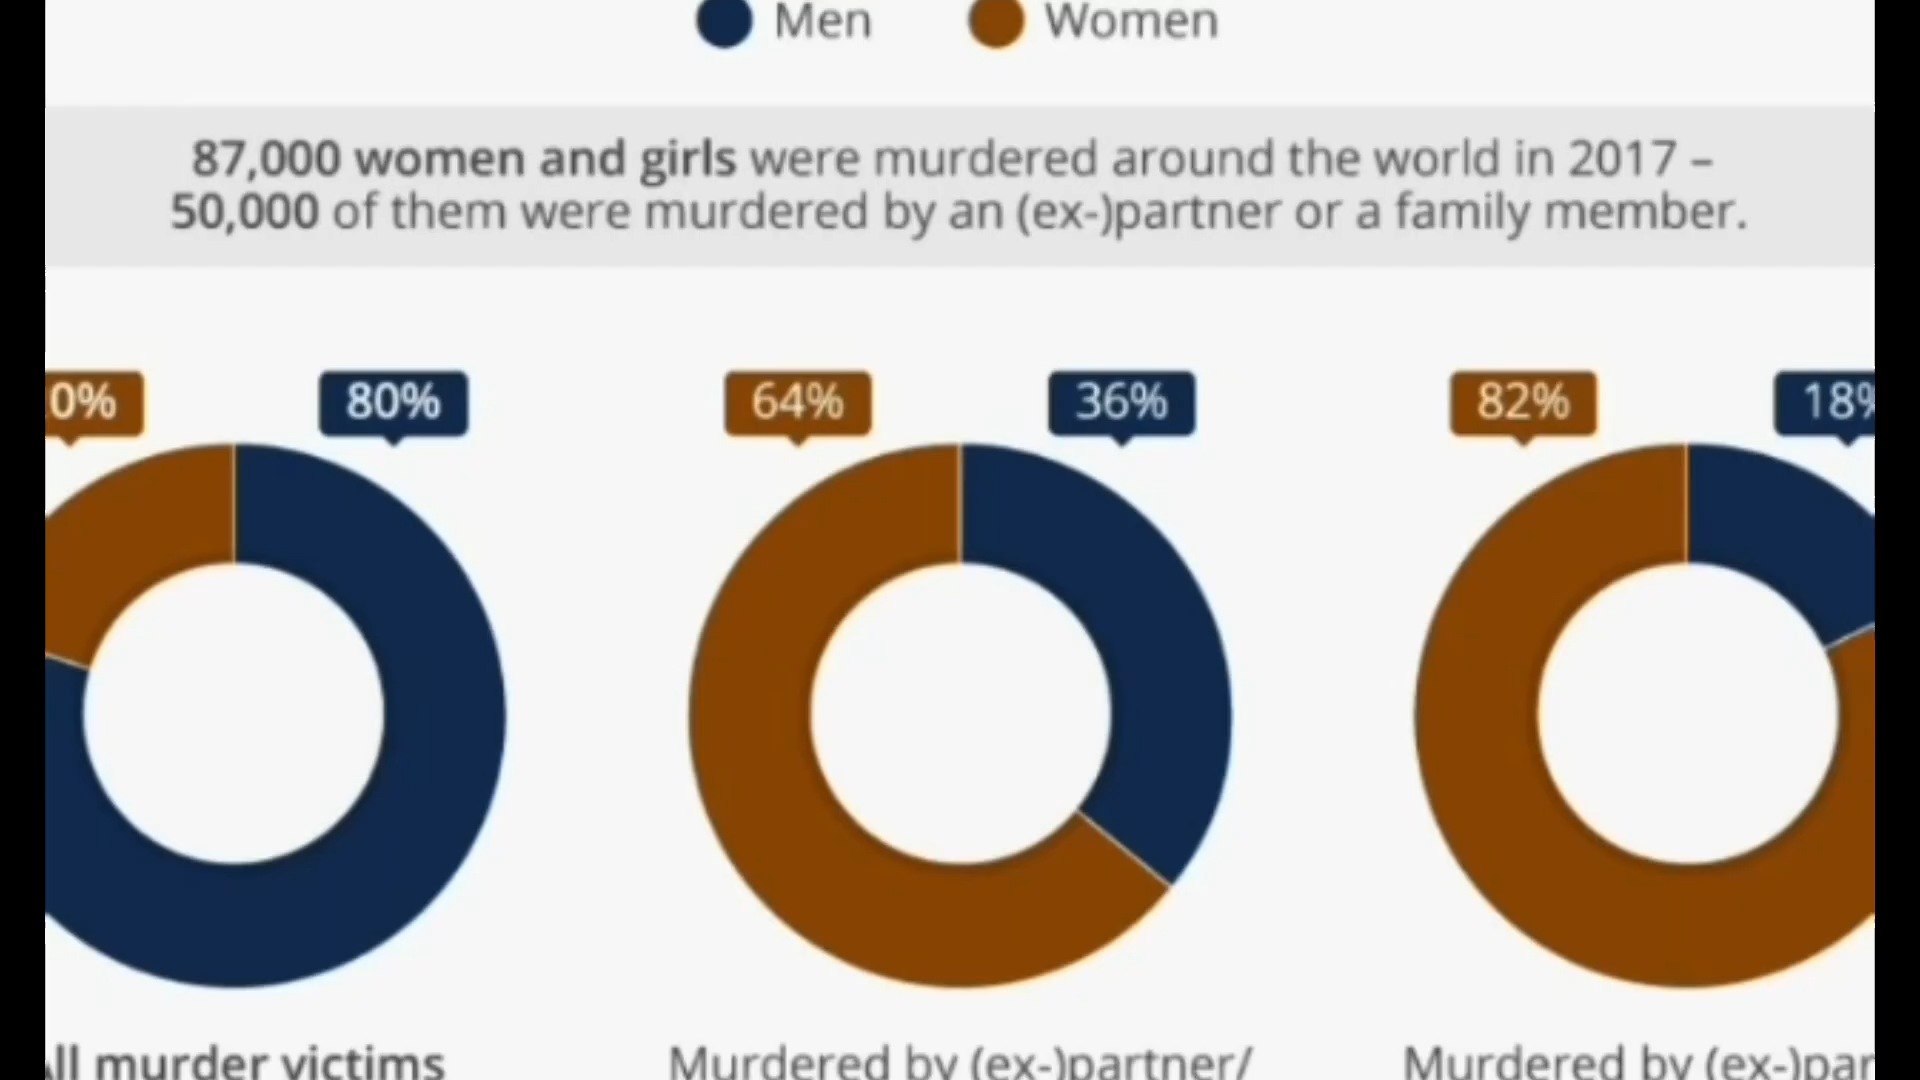 Men Women
87,000 women and girls were murdered around the world in 2017 –
50,000 of them were murdered by an (ex-)partner or a family member.
0% 80% 64% 36% 82% 18%
murder victims Murdered by (ex-)partner/ Murdered by